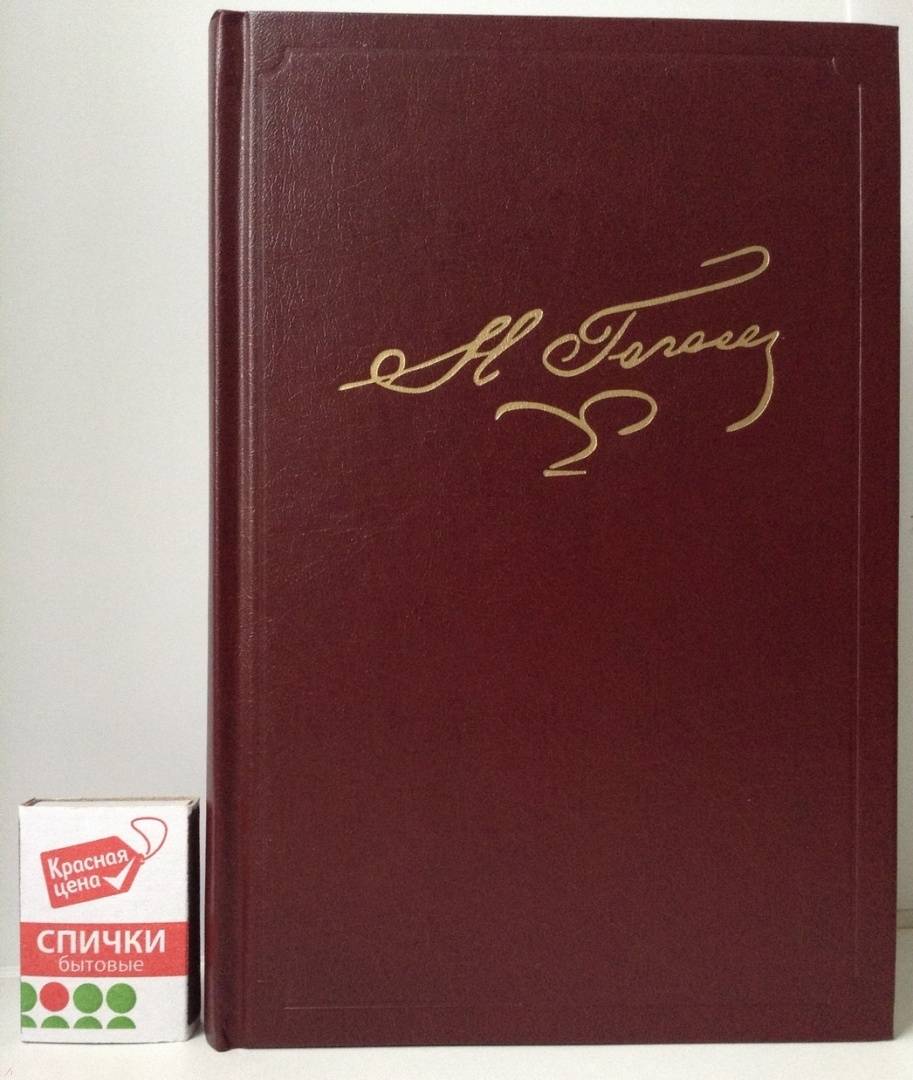 Н Гоголь
Красная
цена
СПИЧКИ
бытовые